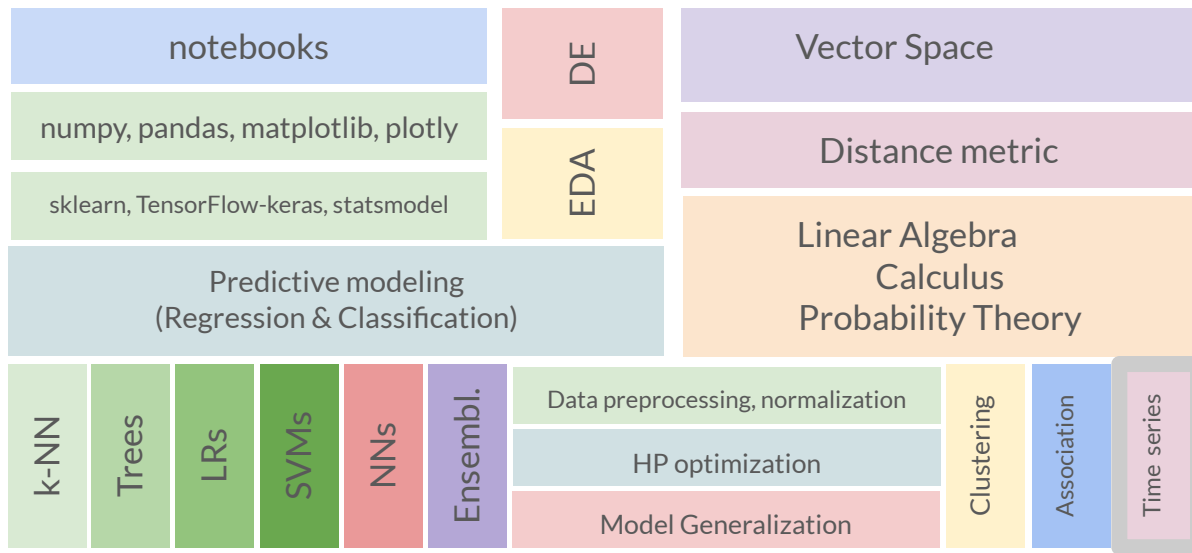 notebooks
numpy, pandas, matplotlib, plotly
sklearn, TensorFlow-keras, statsmodel
DE
EDA
Vector Space
Distance metric
Linear Algebra
Calculus
Probability Theory
Predictive modeling
(Regression & Classification)
k-NN
Trees
LRs
SVMs
NNs
Ensembl.
Data preprocessing, normalization
HP optimization
Model Generalization
Clustering
Association
Time series